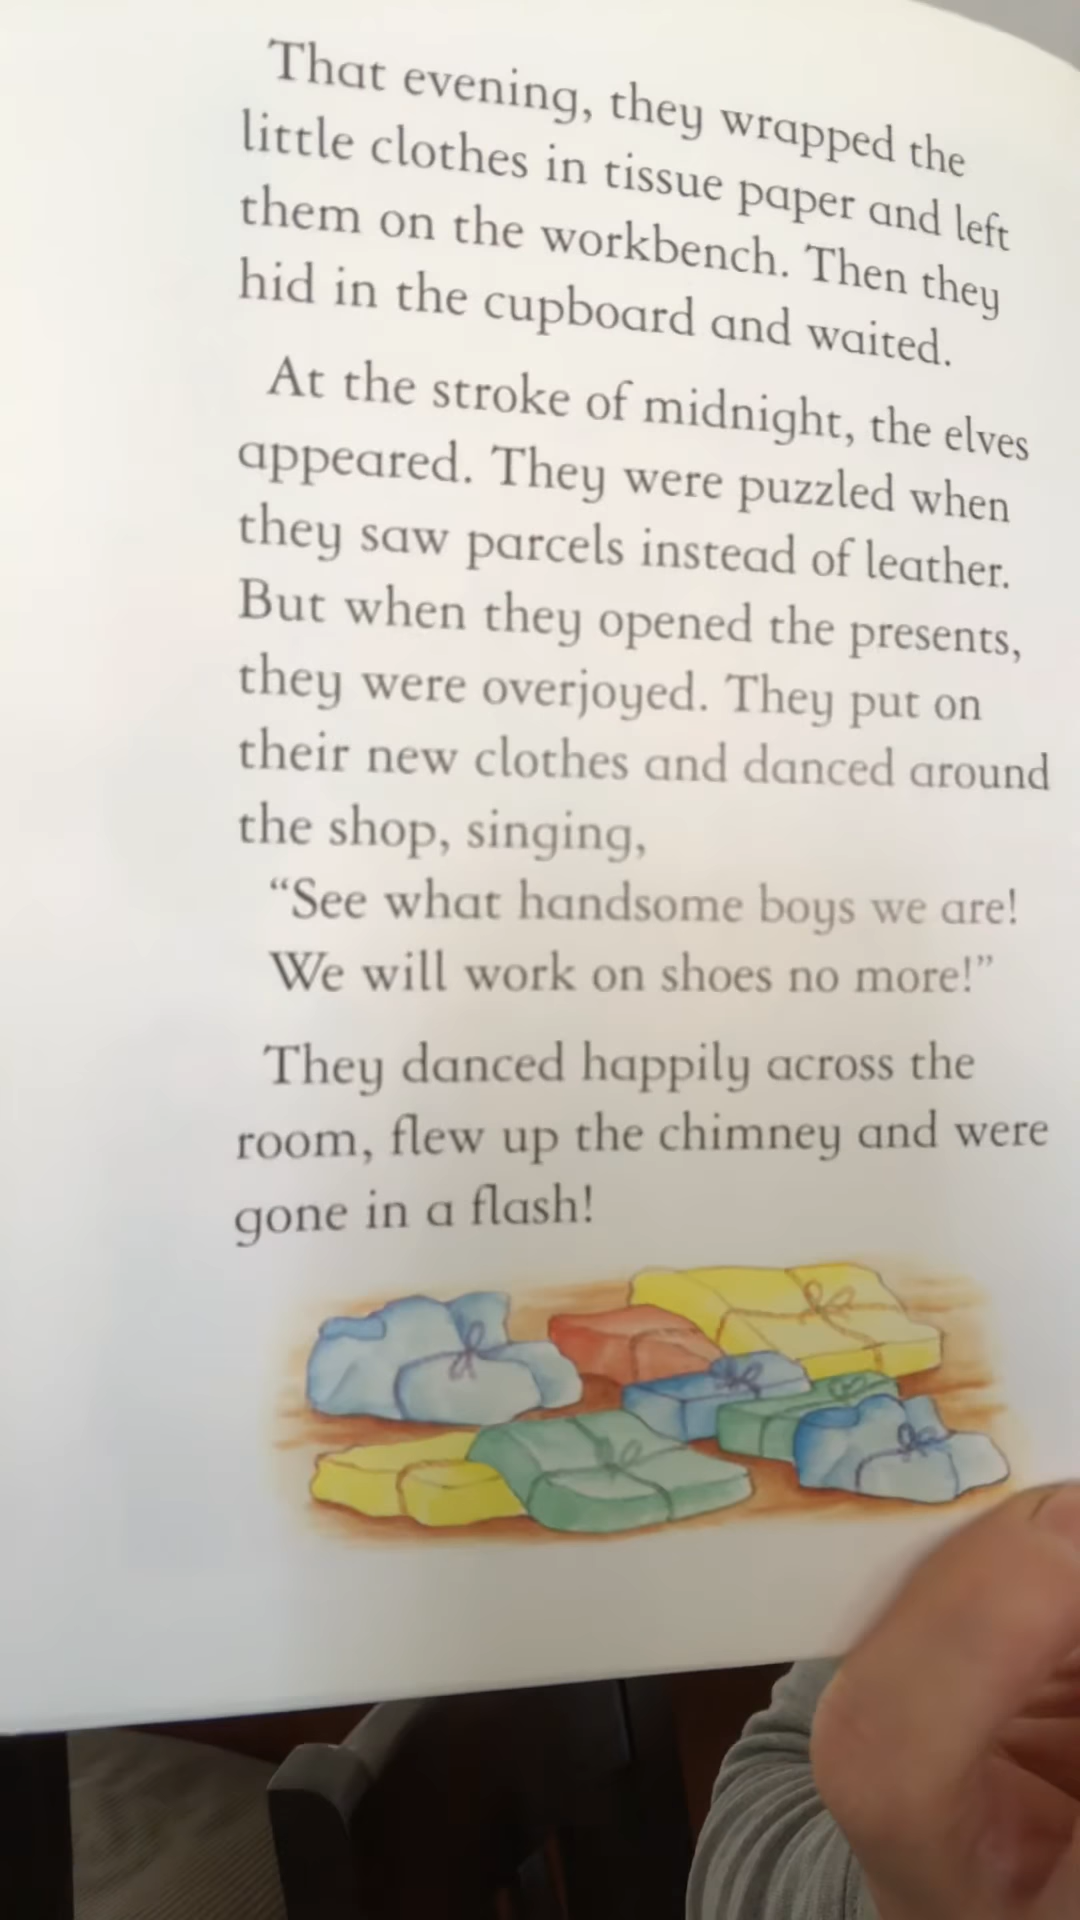 That evening, they wrapped the
little clothes in tissue paper and left
them on the workbench. Then they
hid in the cupboard and waited.
At the stroke of midnight, the elves
appeared. They were puzzled when
they saw parcels instead of leather.
But when they opened the presents,
they were overjoyed. They put on
their new clothes and danced around
the shop, singing,
“See what handsome boys we are!
We will work on shoes no more!”
They danced happily across the
room, flew up the chimney and were
gone in a flash!